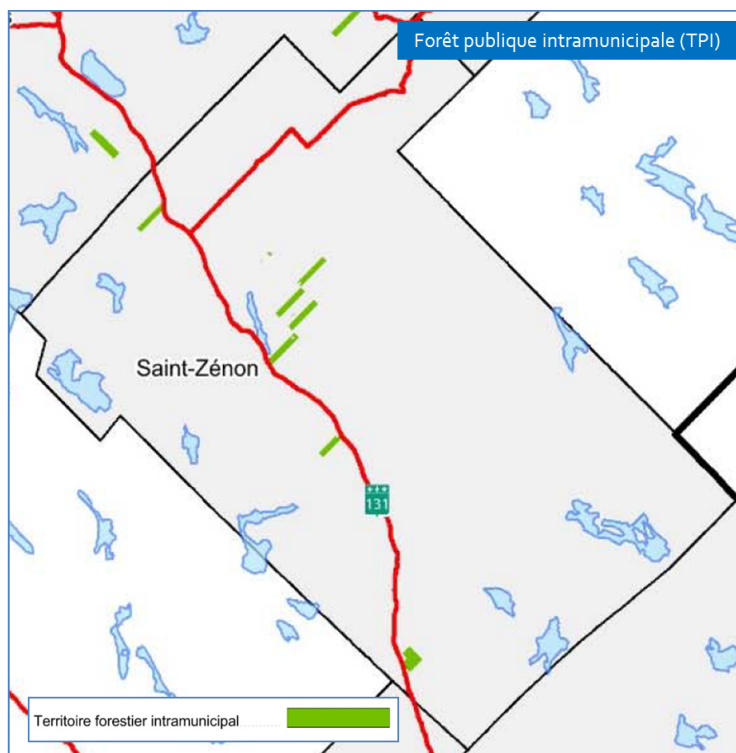 Forêt publique intramunicipale (TPI)
Saint-Zénon
131
Territoire forestier intramunicipal